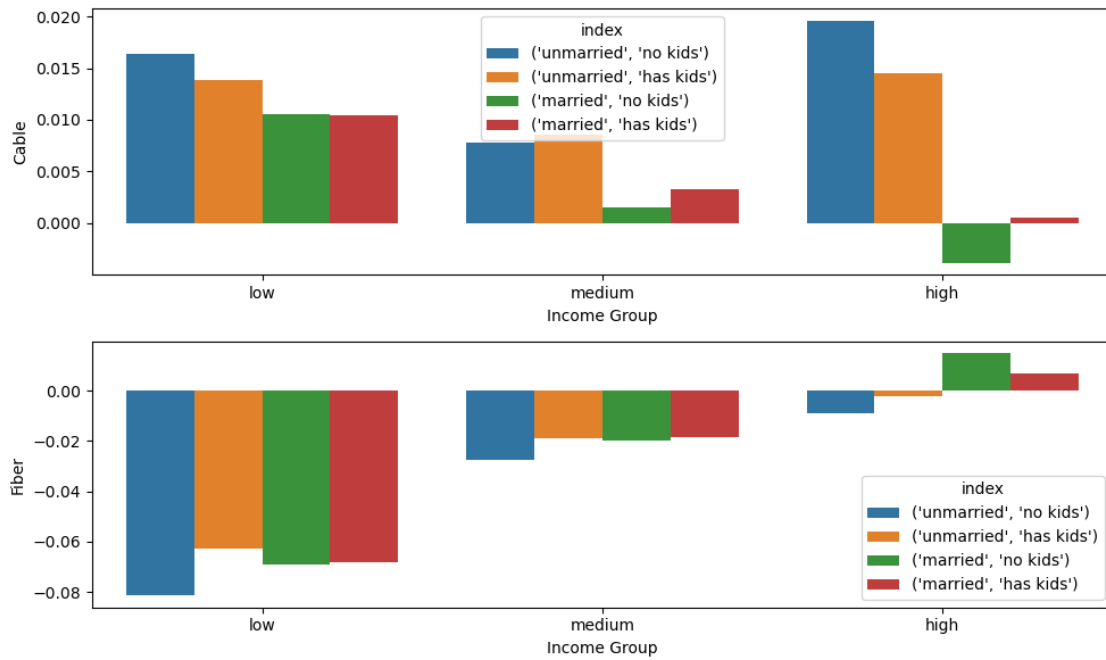 0.020
0.015
0.010
0.005
0.000
Cable
index
('unmarried', 'no kids')
('unmarried', 'has kids')
('married', 'no kids')
('married', 'has kids')
low
medium
high
Income Group
0.00
−0.02
−0.04
−0.06
−0.08
Fiber
index
('unmarried', 'no kids')
('unmarried', 'has kids')
('married', 'no kids')
('married', 'has kids')
low
medium
high
Income Group